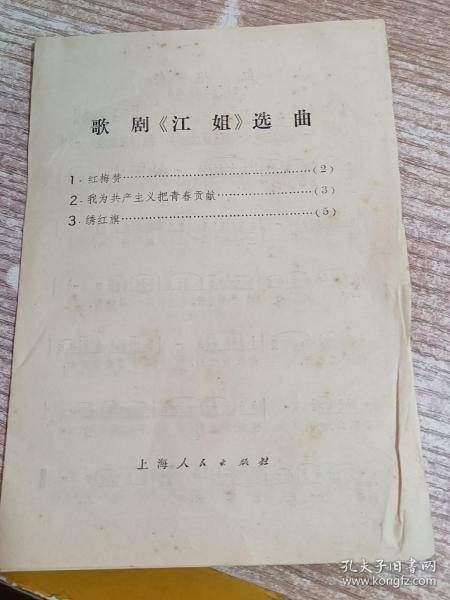 歌 剧《江 姐》选 曲
1.红梅赞……………………………………(2)
2.我为共产主义把青春贡献…………………(3)
3.绣红旗……………………………………(5)
上海人民出版社
孔夫子旧书网
www.kongfz.com